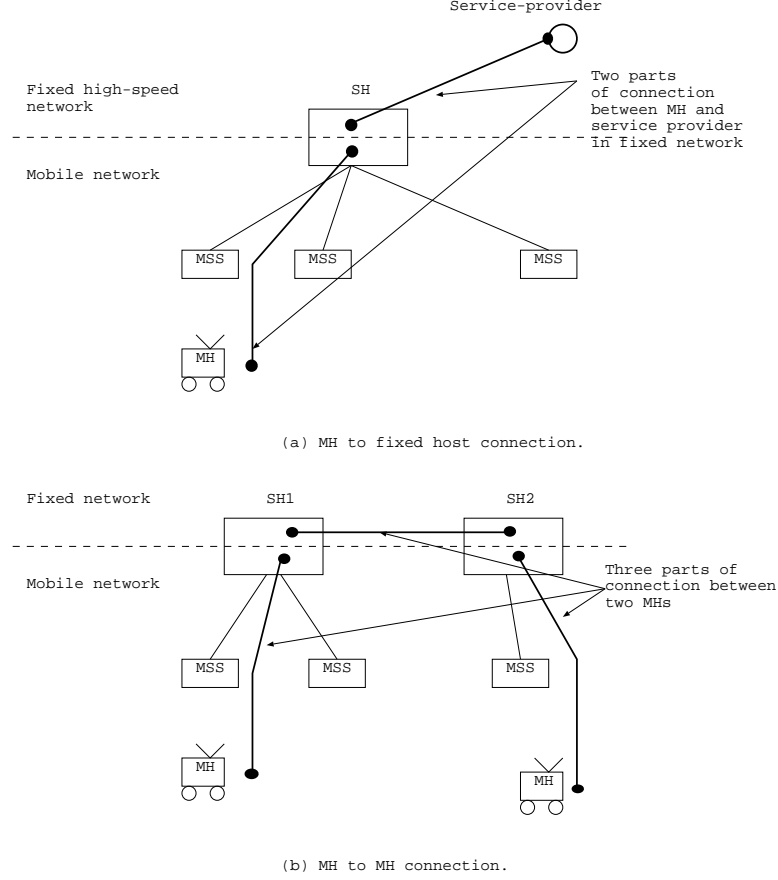 Service-provider
Fixed high-speed
network
SH
Two parts
of connection
between MH and
service provider
in fixed network
Mobile network
MSS
MSS
MSS
MH
(a) MH to fixed host connection.
Fixed network
SH1
SH2
Mobile network
Three parts of
connection between
two MHs
MSS
MSS
MSS
MH
MH
(b) MH to MH connection.